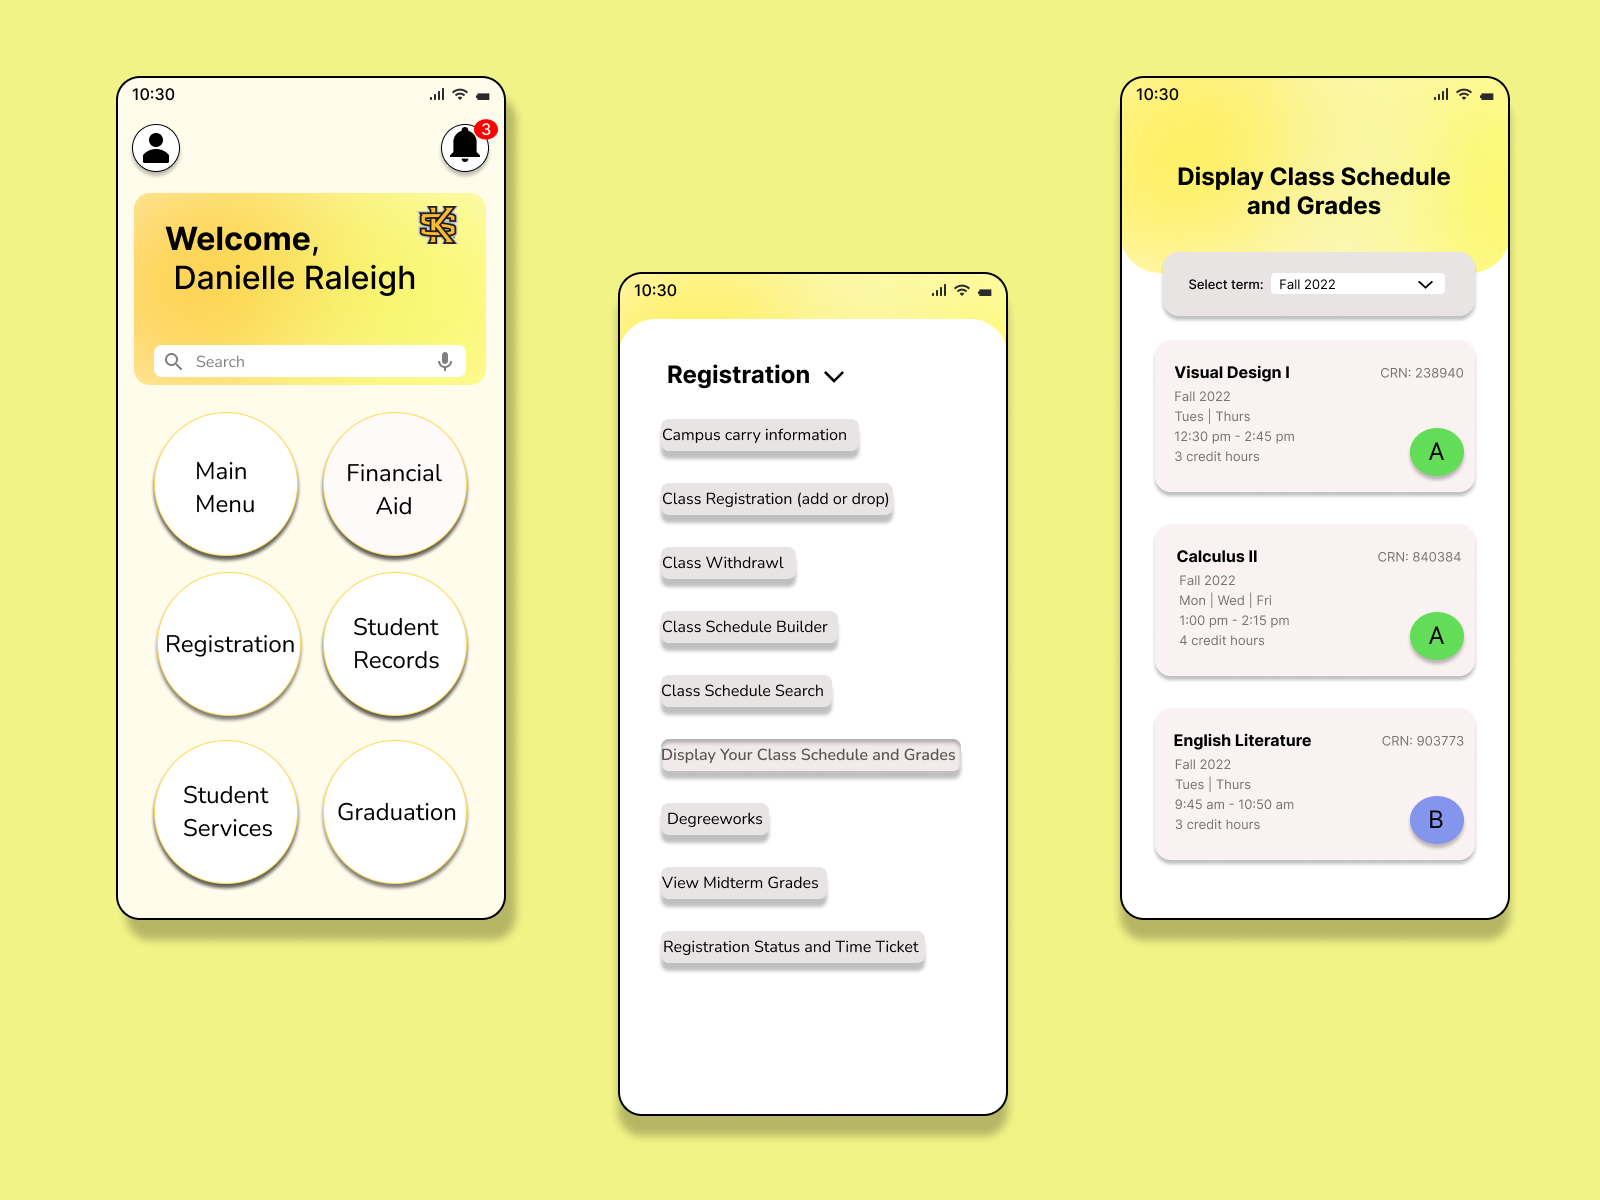 10:30
3
Welcome,
Danielle Raleigh
KS
Search
Main
Menu
Financial
Aid
Registration
Student
Records
Student
Services
Graduation
10:30
Registration
Campus carry information
Class Registration (add or drop)
Class Withdrawl
Class Schedule Builder
Class Schedule Search
Display Your Class Schedule and Grades
Degreeworks
View Midterm Grades
Registration Status and Time Ticket
10:30
Display Class Schedule
and Grades
Select term: Fall 2022
Visual Design I CRN: 238940
Fall 2022
Tues | Thurs
12:30 pm - 2:45 pm
3 credit hours
A
Calculus II CRN: 840384
Fall 2022
Mon | Wed | Fri
1:00 pm - 2:15 pm
4 credit hours
A
English Literature CRN: 903773
Fall 2022
Tues | Thurs
9:45 am - 10:50 am
3 credit hours
B